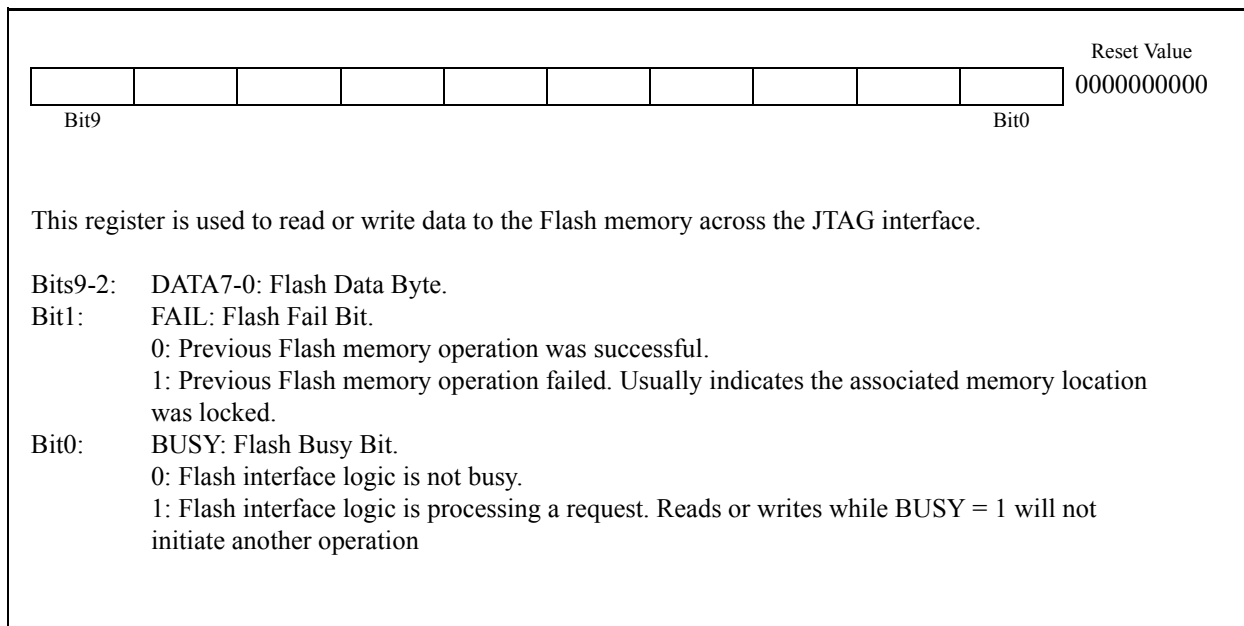 Reset Value
0000000000
Bit9 Bit0
This register is used to read or write data to the Flash memory across the JTAG interface.
Bits9-2: DATA7-0: Flash Data Byte.
Bit1: FAIL: Flash Fail Bit.
0: Previous Flash memory operation was successful.
1: Previous Flash memory operation failed. Usually indicates the associated memory location
was locked.
Bit0: BUSY: Flash Busy Bit.
0: Flash interface logic is not busy.
1: Flash interface logic is processing a request. Reads or writes while BUSY = 1 will not
initiate another operation